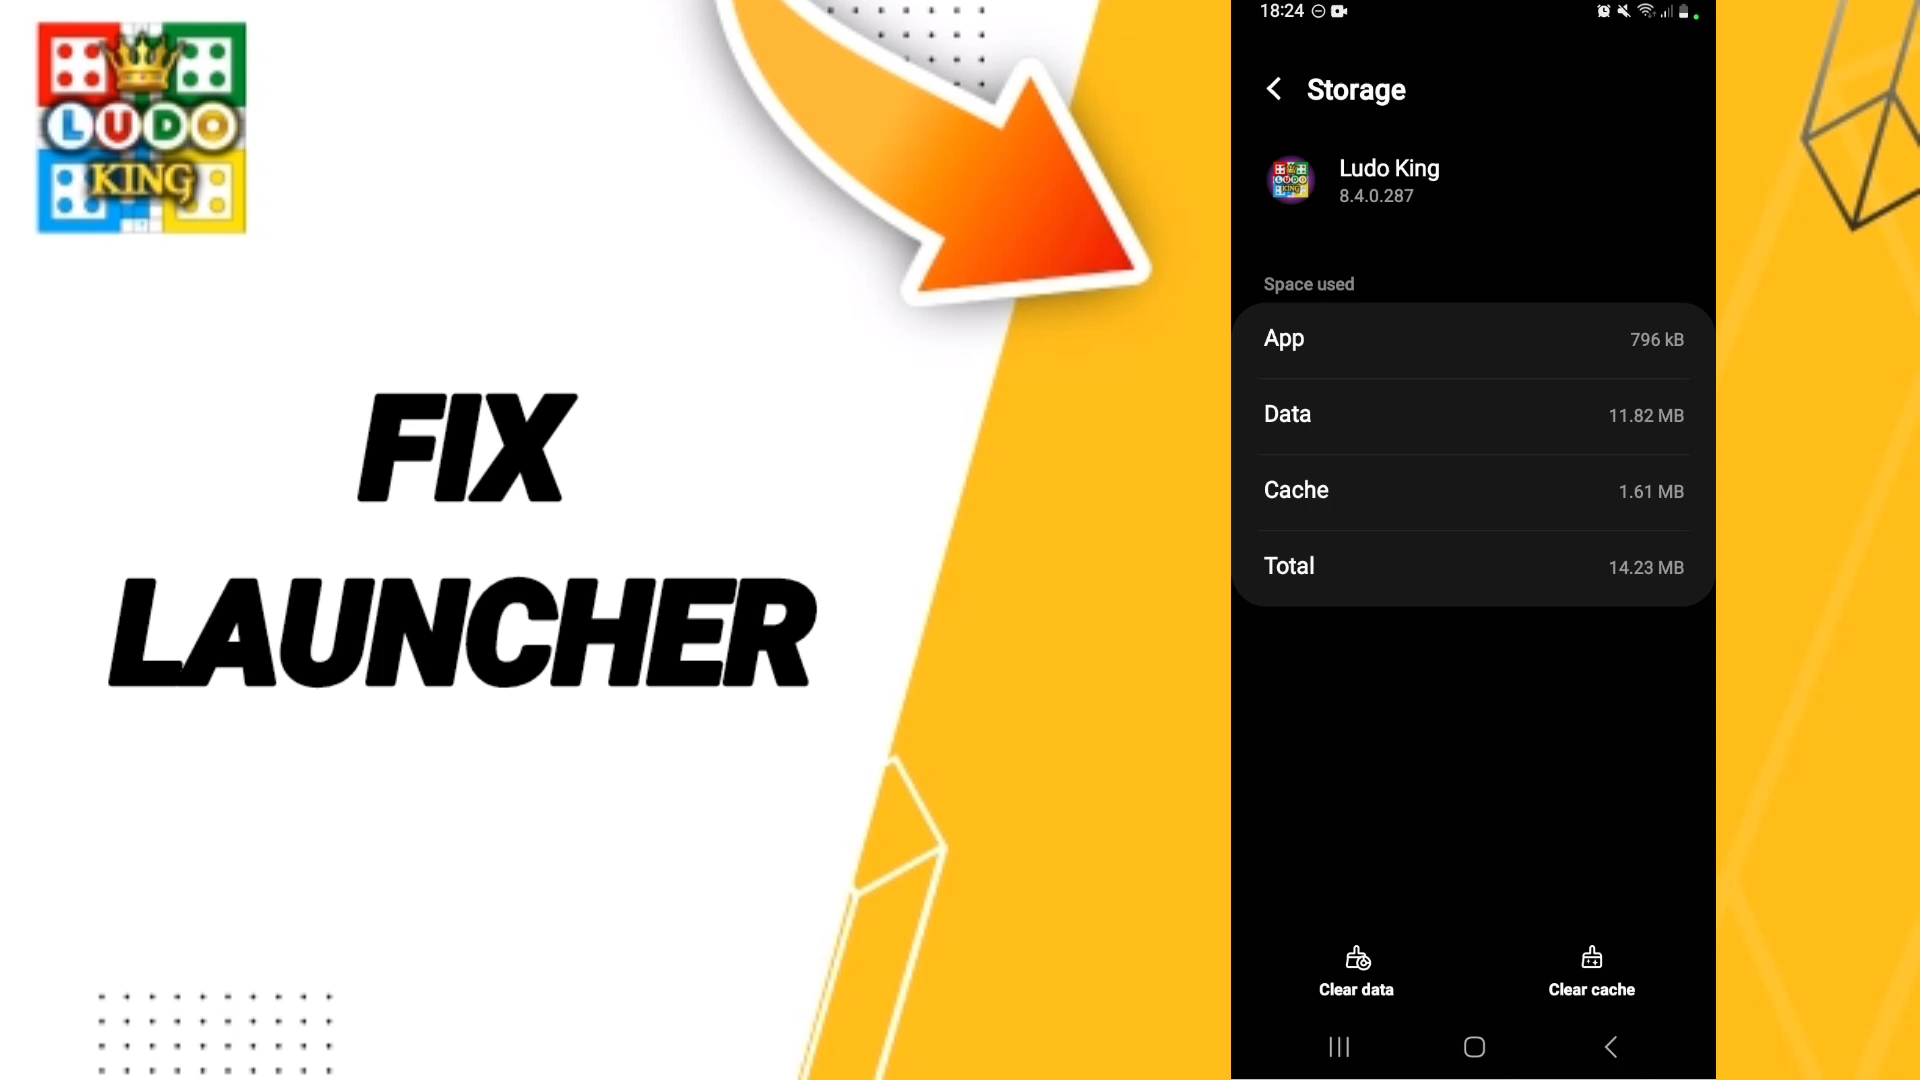 LUDO
KING
FIX
LAUNCHER
18:24
Storage
Ludo King
8.4.0.287
Space used
App 796 kB
Data 11.82 MB
Cache 1.61 MB
Total 14.23 MB
Clear data Clear cache